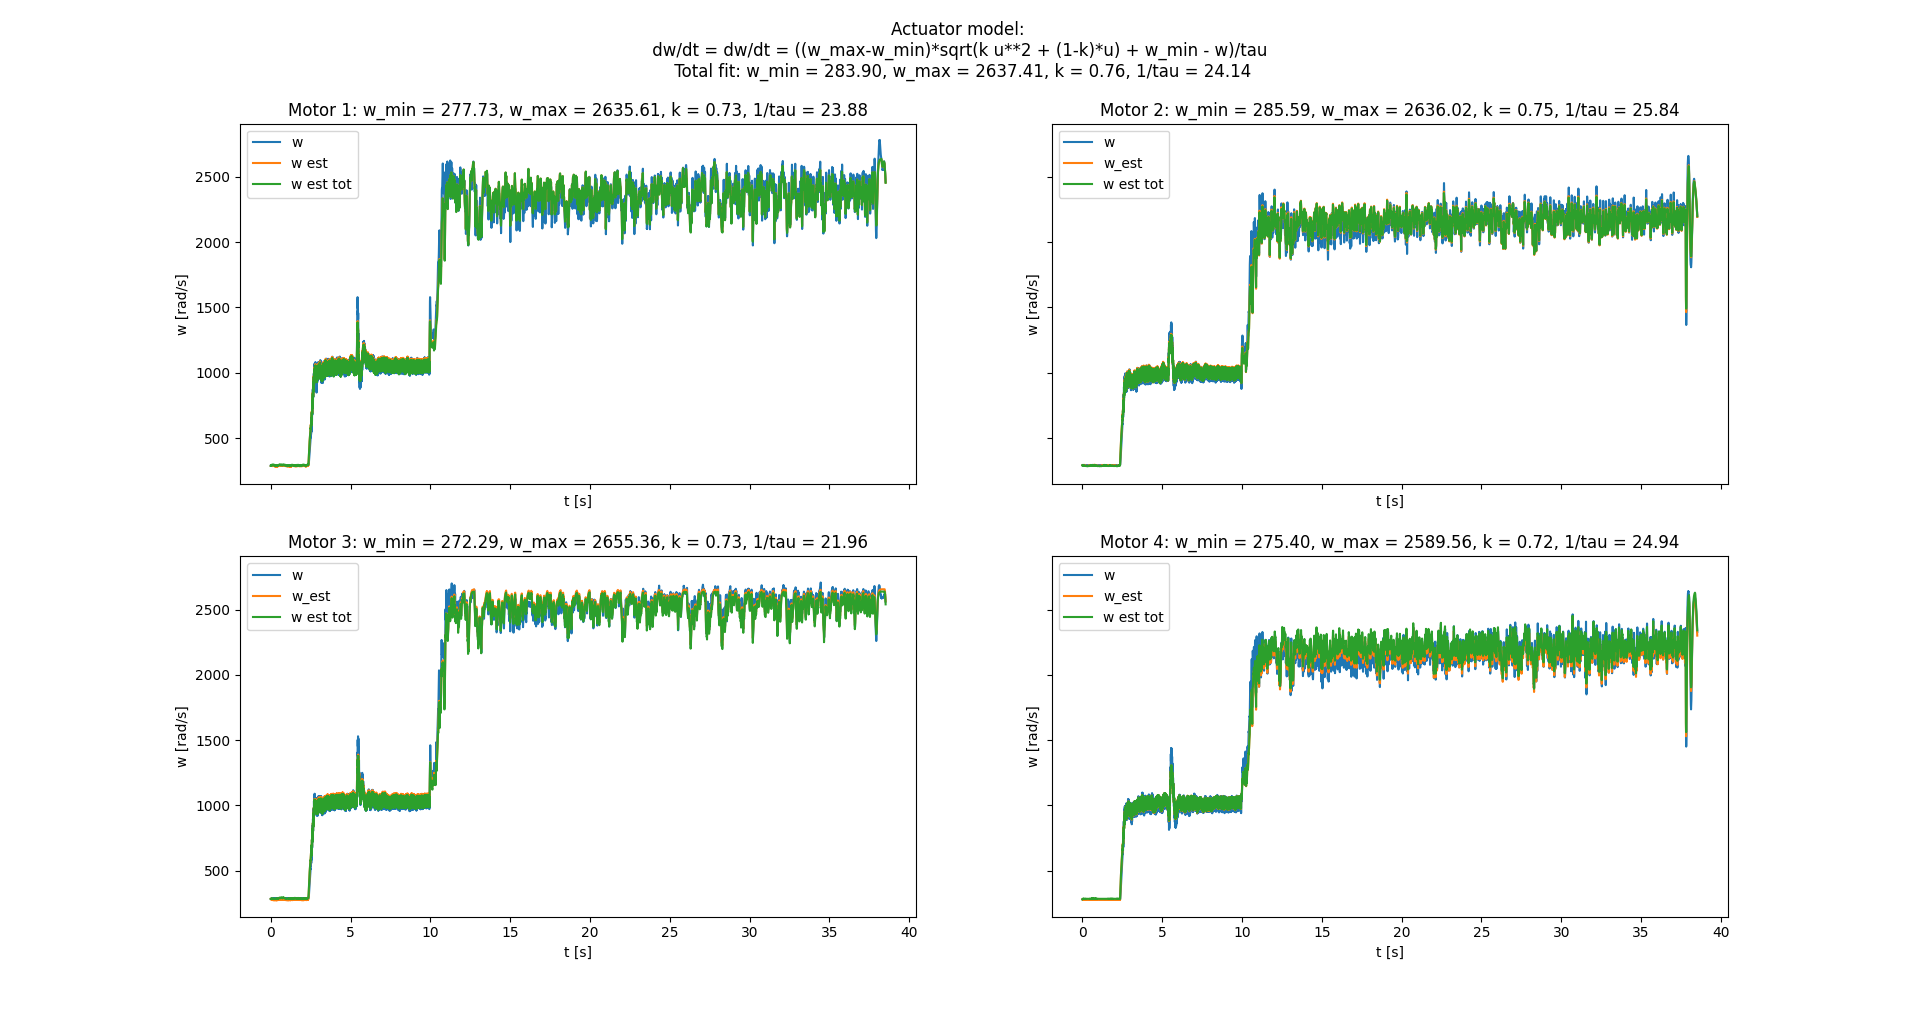 Actuator model:
dw/dt = dw/dt = ((w_max-w_min)*sqrt(k u**2 + (1-k)*u) + w_min - w)/tau
Total fit: w_min = 283.90, w_max = 2637.41, k = 0.76, 1/tau = 24.14
Motor 1: w_min = 277.73, w_max = 2635.61, k = 0.73, 1/tau = 23.88
w
w est
w est tot
2500
2000
1500
1000
500
w [rad/s]
t [s]
Motor 2: w_min = 285.59, w_max = 2636.02, k = 0.75, 1/tau = 25.84
w
w_est
w est tot
w [rad/s]
t [s]
Motor 3: w_min = 272.29, w_max = 2655.36, k = 0.73, 1/tau = 21.96
w
w_est
w est tot
2500
2000
1500
1000
500
w [rad/s]
0 5 10 15 20 25 30 35 40
t [s]
Motor 4: w_min = 275.40, w_max = 2589.56, k = 0.72, 1/tau = 24.94
w
w_est
w est tot
w [rad/s]
0 5 10 15 20 25 30 35 40
t [s]